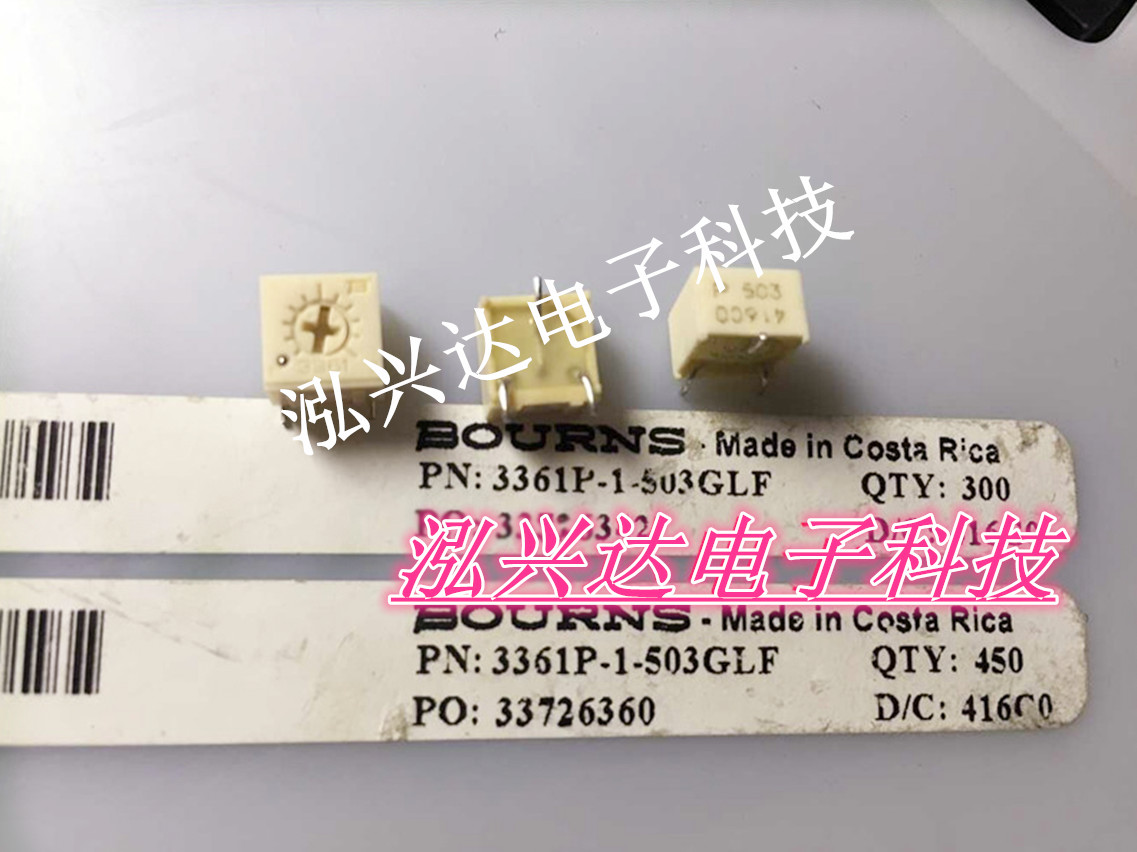 P 503
416C0
3361
泓兴达电子科技
BOURNS - Made in Costa Rica
PN: 3361P-1-503GLF QTY: 300
D/C:
泓兴达电子科技
BOURNS - Made in Costa Rica
PN: 3361P-1-503GLF QTY: 450
PO: 33726360 D/C: 416C0